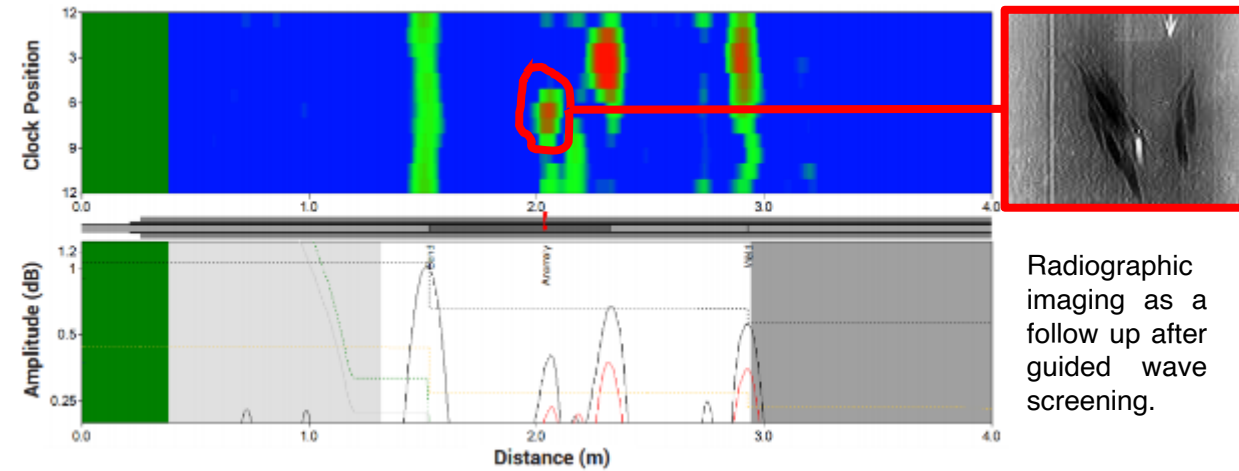 Clock Position
12
3
6
9
12
0.0 1.0 2.0 3.0 4.0
Amplitude (dB)
1.2
1
0.5
0.25
Anomaly
Weld
0.0 1.0 2.0 3.0 4.0
Distance (m)
Radiographic
imaging as a
follow up after
guided wave
screening.